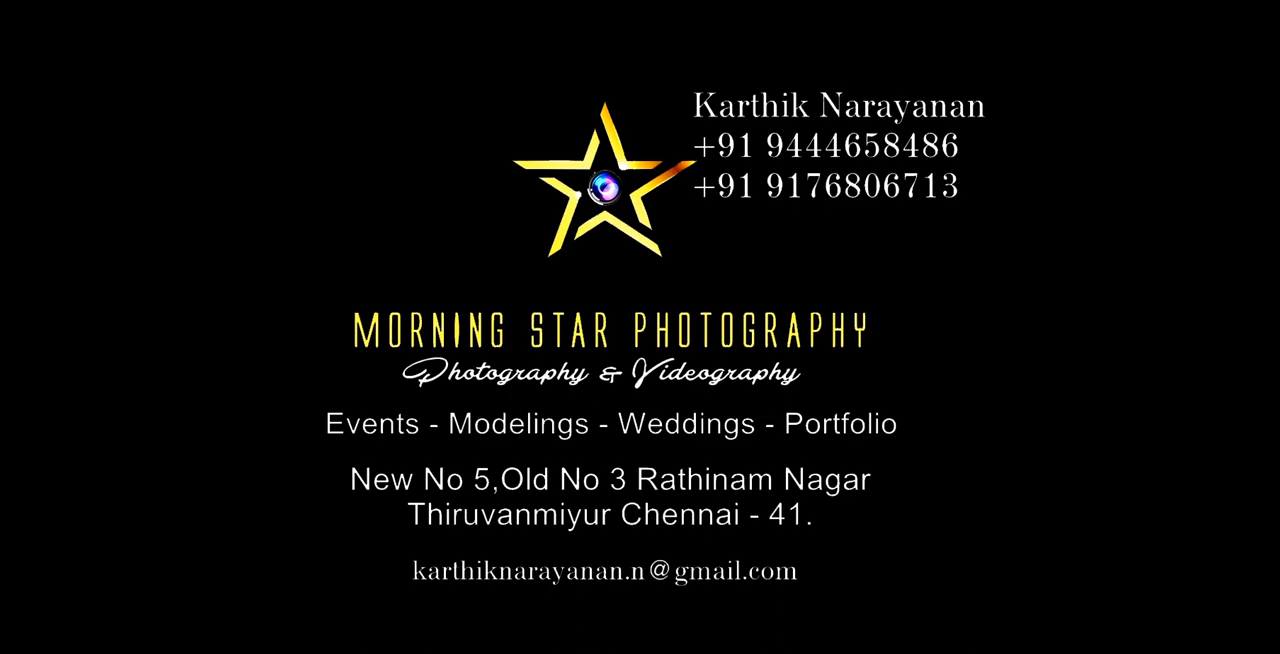 Karthik Narayanan
+91 9444658486
+91 9176806713
MORNING STAR PHOTOGRAPHY
Photography & Videography
Events - Modelings - Weddings - Portfolio
New No 5,Old No 3 Rathinam Nagar
Thiruvanmiyur Chennai - 41.
karthiknarayanan.n@gmail.com